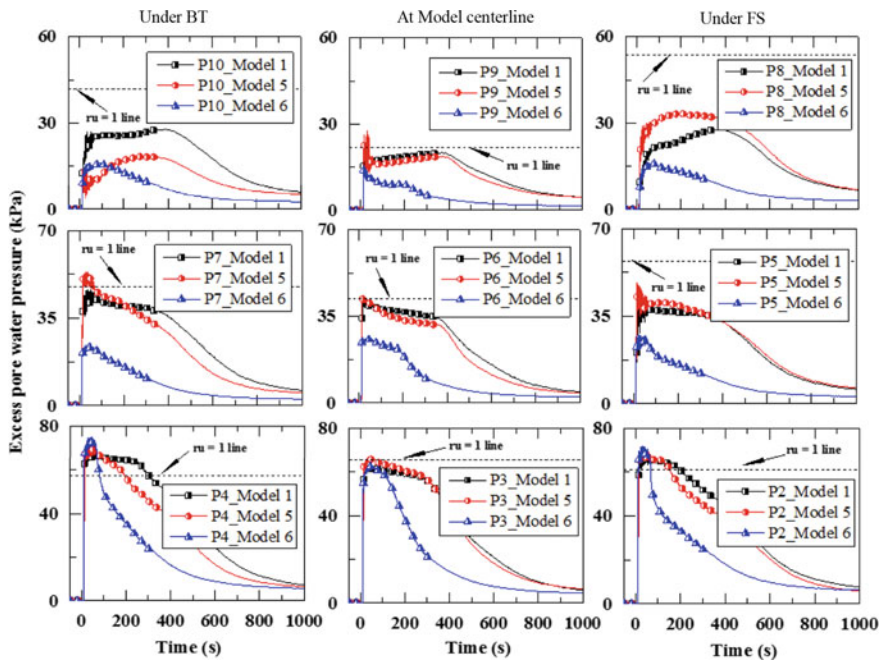 Under BT
At Model centerline
Under FS
Excess pore water pressure (kPa)
60
30
0
P10_Model 1
P10_Model 5
P10_Model 6
ru = 1 line
60
30
0
P9_Model 1
P9_Model 5
P9_Model 6
ru = 1 line
60
30
0
P8_Model 1
P8_Model 5
P8_Model 6
ru = 1 line
70
35
0
P7_Model 1
P7_Model 5
P7_Model 6
ru = 1 line
70
35
0
P6_Model 1
P6_Model 5
P6_Model 6
ru = 1 line
70
35
0
P5_Model 1
P5_Model 5
P5_Model 6
ru = 1 line
80
60
40
0
P4_Model 1
P4_Model 5
P4_Model 6
ru = 1 line
0 200 400 600 800 1000
Time (s)
80
40
0
P3_Model 1
P3_Model 5
P3_Model 6
ru = 1 line
0 200 400 600 800 1000
Time (s)
80
40
0
P2_Model 1
P2_Model 5
P2_Model 6
ru = 1 line
0 200 400 600 800 1000
Time (s)